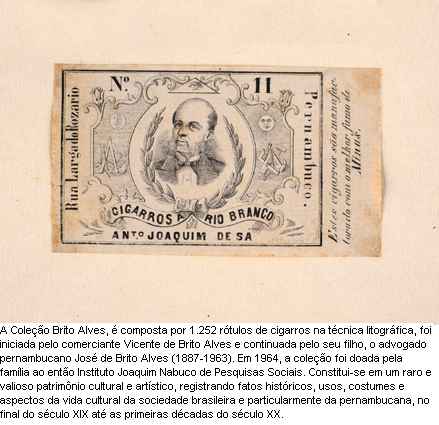 Nº 11
Rua Largo do Rozario
Pernambuco.
CIGARROS A RIO BRANCO
ANTº JOAQUIM DE SA
Estes cigarros são manufac-
turados com o melhor fumo de
Minas.
A Coleção Brito Alves, é composta por 1.252 rótulos de cigarros na técnica litográfica, foi
iniciada pelo comerciante Vicente de Brito Alves e continuada pelo seu filho, o advogado
pernambucano José de Brito Alves (1887-1963). Em 1964, a coleção foi doada pela
família ao então Instituto Joaquim Nabuco de Pesquisas Sociais. Constitui-se em um raro e
valioso patrimônio cultural e artístico, registrando fatos históricos, usos, costumes e
aspectos da vida cultural da sociedade brasileira e particularmente da pernambucana, no
final do século XIX até as primeiras décadas do século XX.